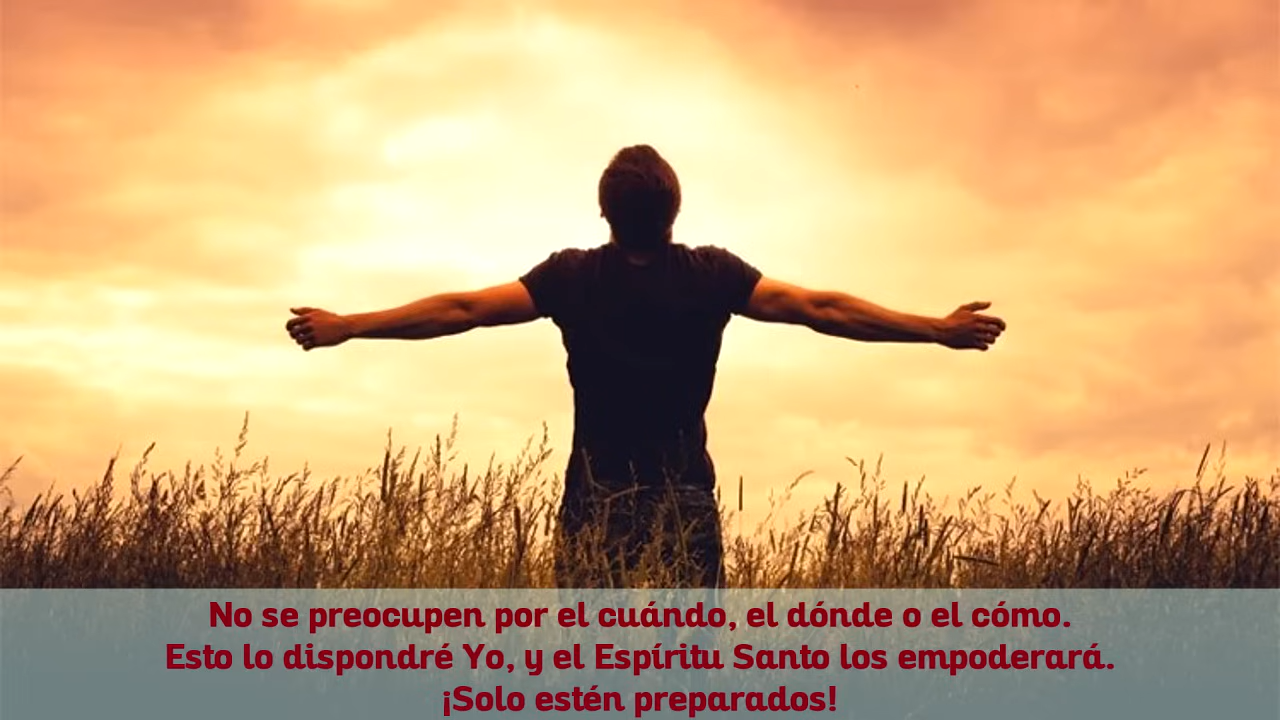 No se preocupen por el cuándo, el dónde o el cómo.
Esto lo dispondré Yo, y el Espíritu Santo los empoderará.
¡Solo estén preparados!